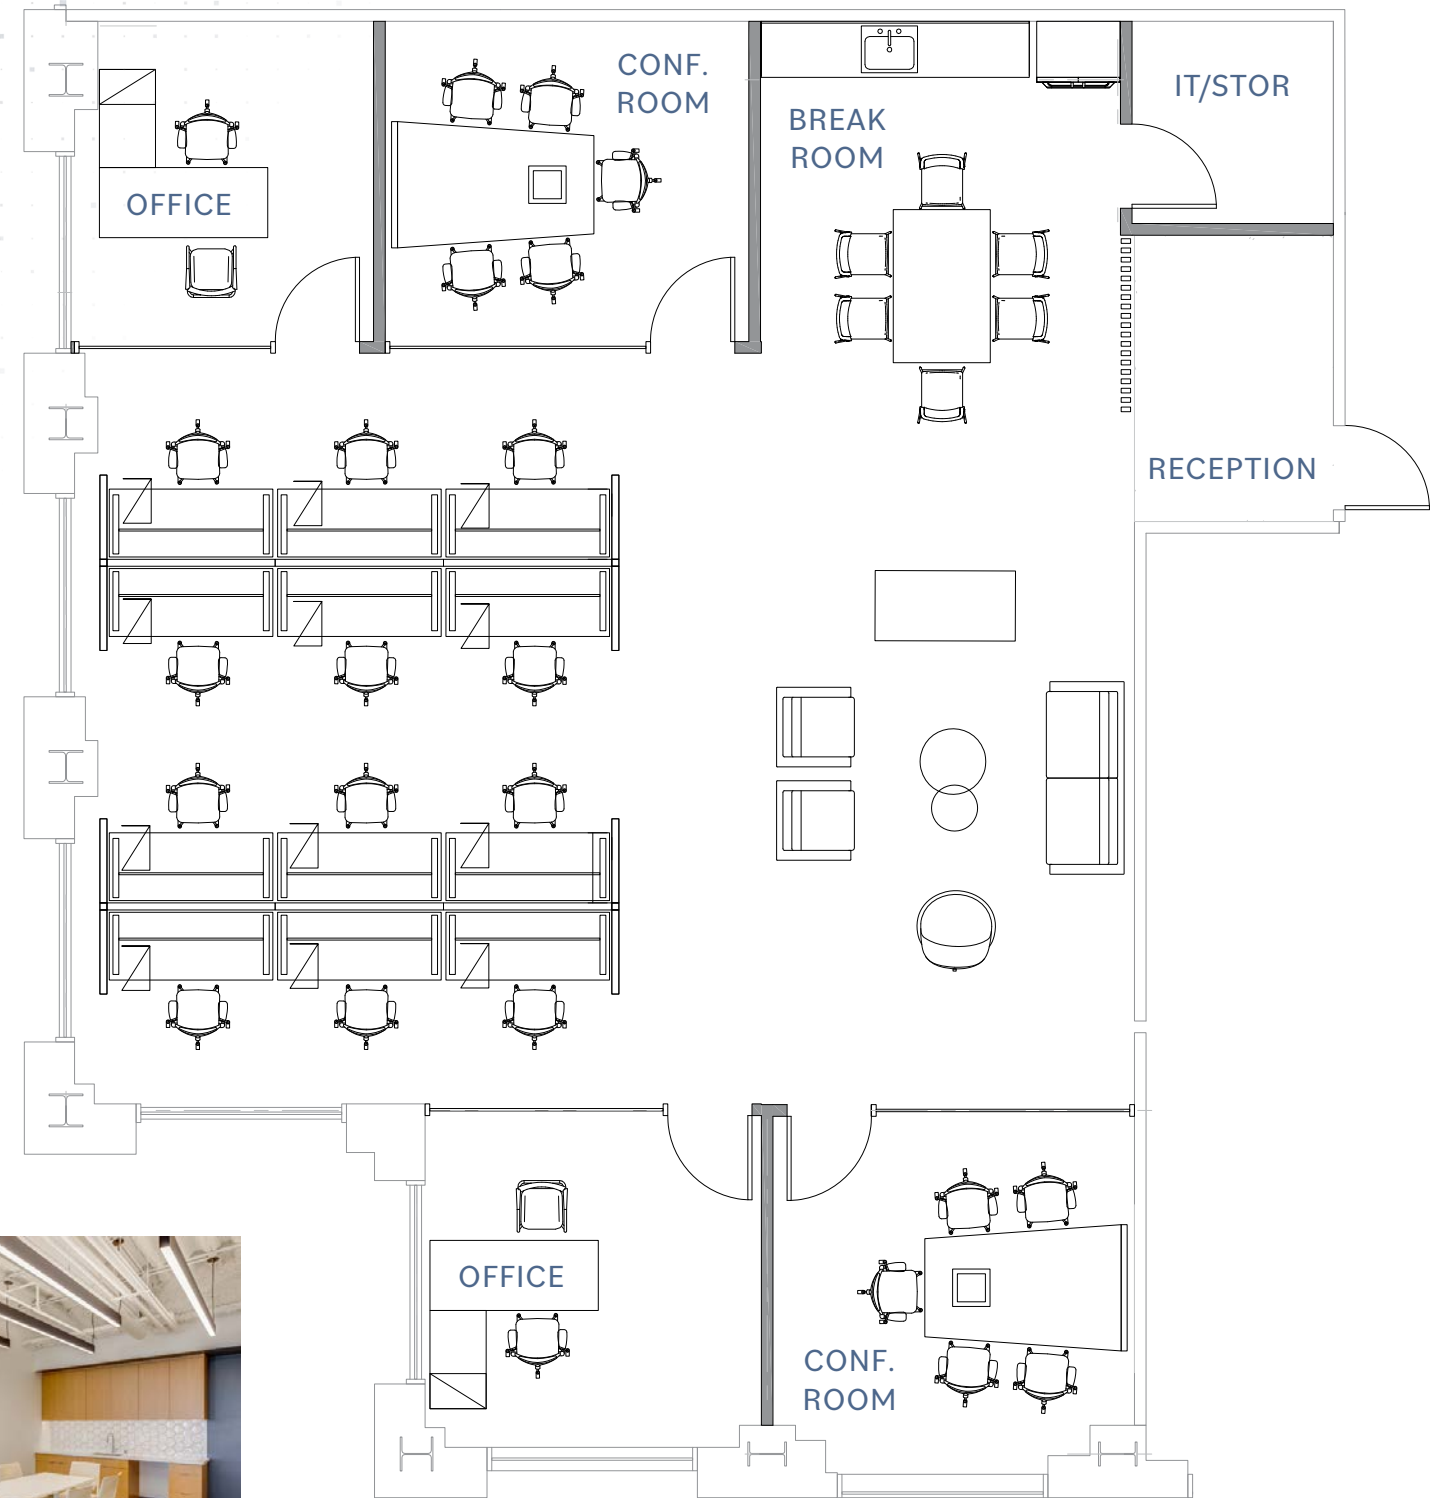 CONF.
ROOM
IT/STOR
BREAK
ROOM
OFFICE
RECEPTION
OFFICE
CONF.
ROOM